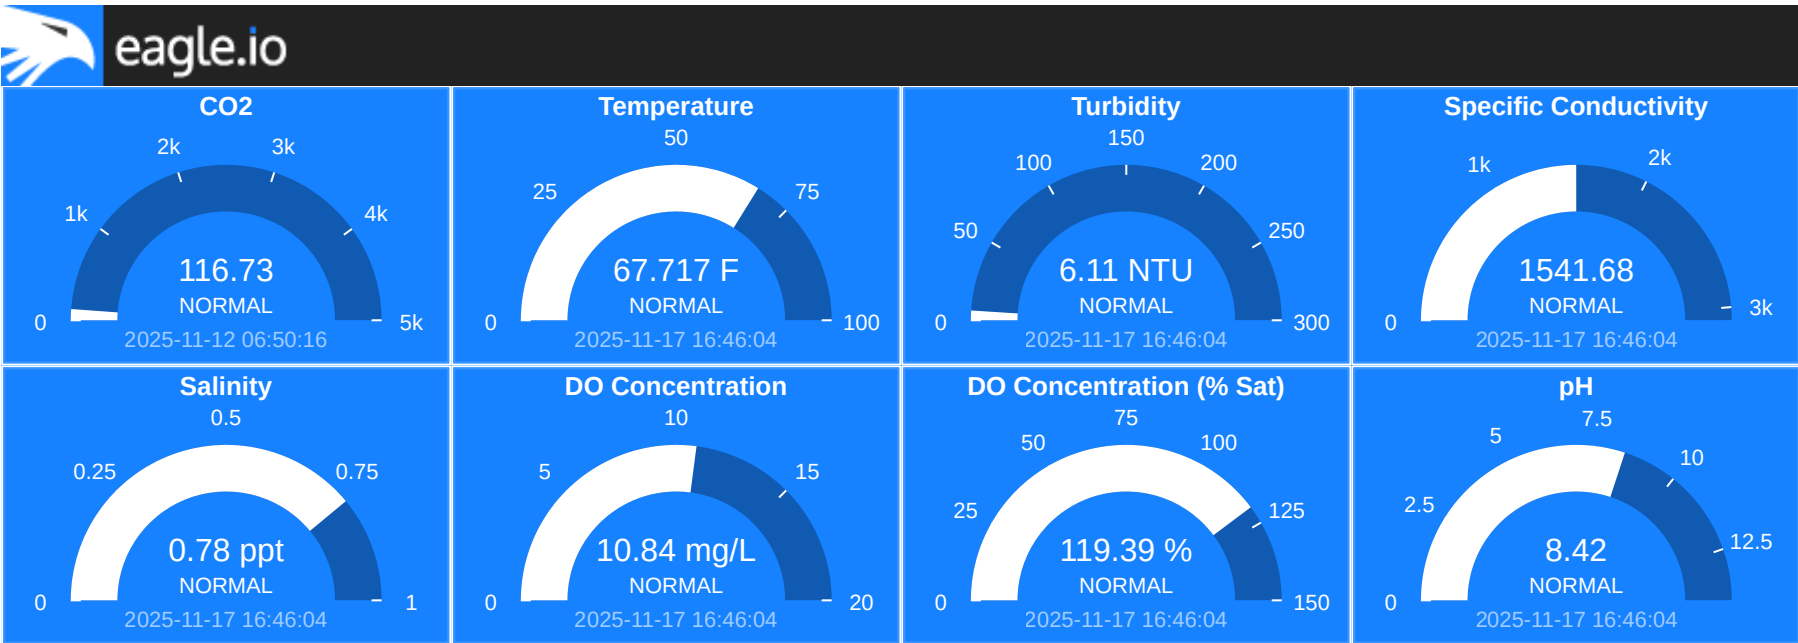 eagle.io
CO2
2k 3k
1k 4k
116.73
NORMAL
0 5k
2025-11-12 06:50:16
Temperature
50
25 75
67.717 F
NORMAL
0 100
2025-11-17 16:46:04
Turbidity
150
100 200
50 250
6.11 NTU
NORMAL
0 300
2025-11-17 16:46:04
Specific Conductivity
1k 2k
1541.68
NORMAL
0 3k
2025-11-17 16:46:04
Salinity
0.5
0.25 0.75
0.78 ppt
NORMAL
0 1
2025-11-17 16:46:04
DO Concentration
10
5 15
10.84 mg/L
NORMAL
0 20
2025-11-17 16:46:04
DO Concentration (% Sat)
75
50 100
25 125
119.39 %
NORMAL
0 150
2025-11-17 16:46:04
pH
7.5
5 10
2.5 12.5
8.42
NORMAL
0
2025-11-17 16:46:04